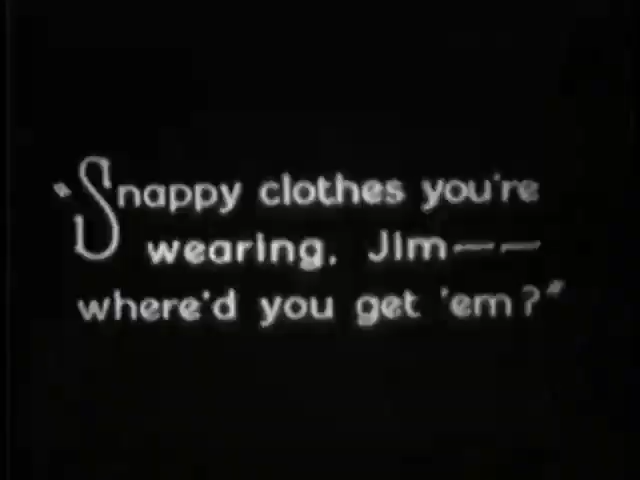 "Snappy clothes you're
wearing, Jim——
where'd you get 'em?"